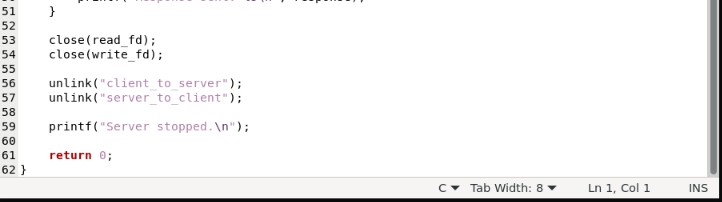 51     }
52
53     close(read_fd);
54     close(write_fd);
55
56     unlink("client_to_server");
57     unlink("server_to_client");
58
59     printf("Server stopped.\n");
60
61     return 0;
62 }
C Tab Width: 8 Ln 1, Col 1 INS